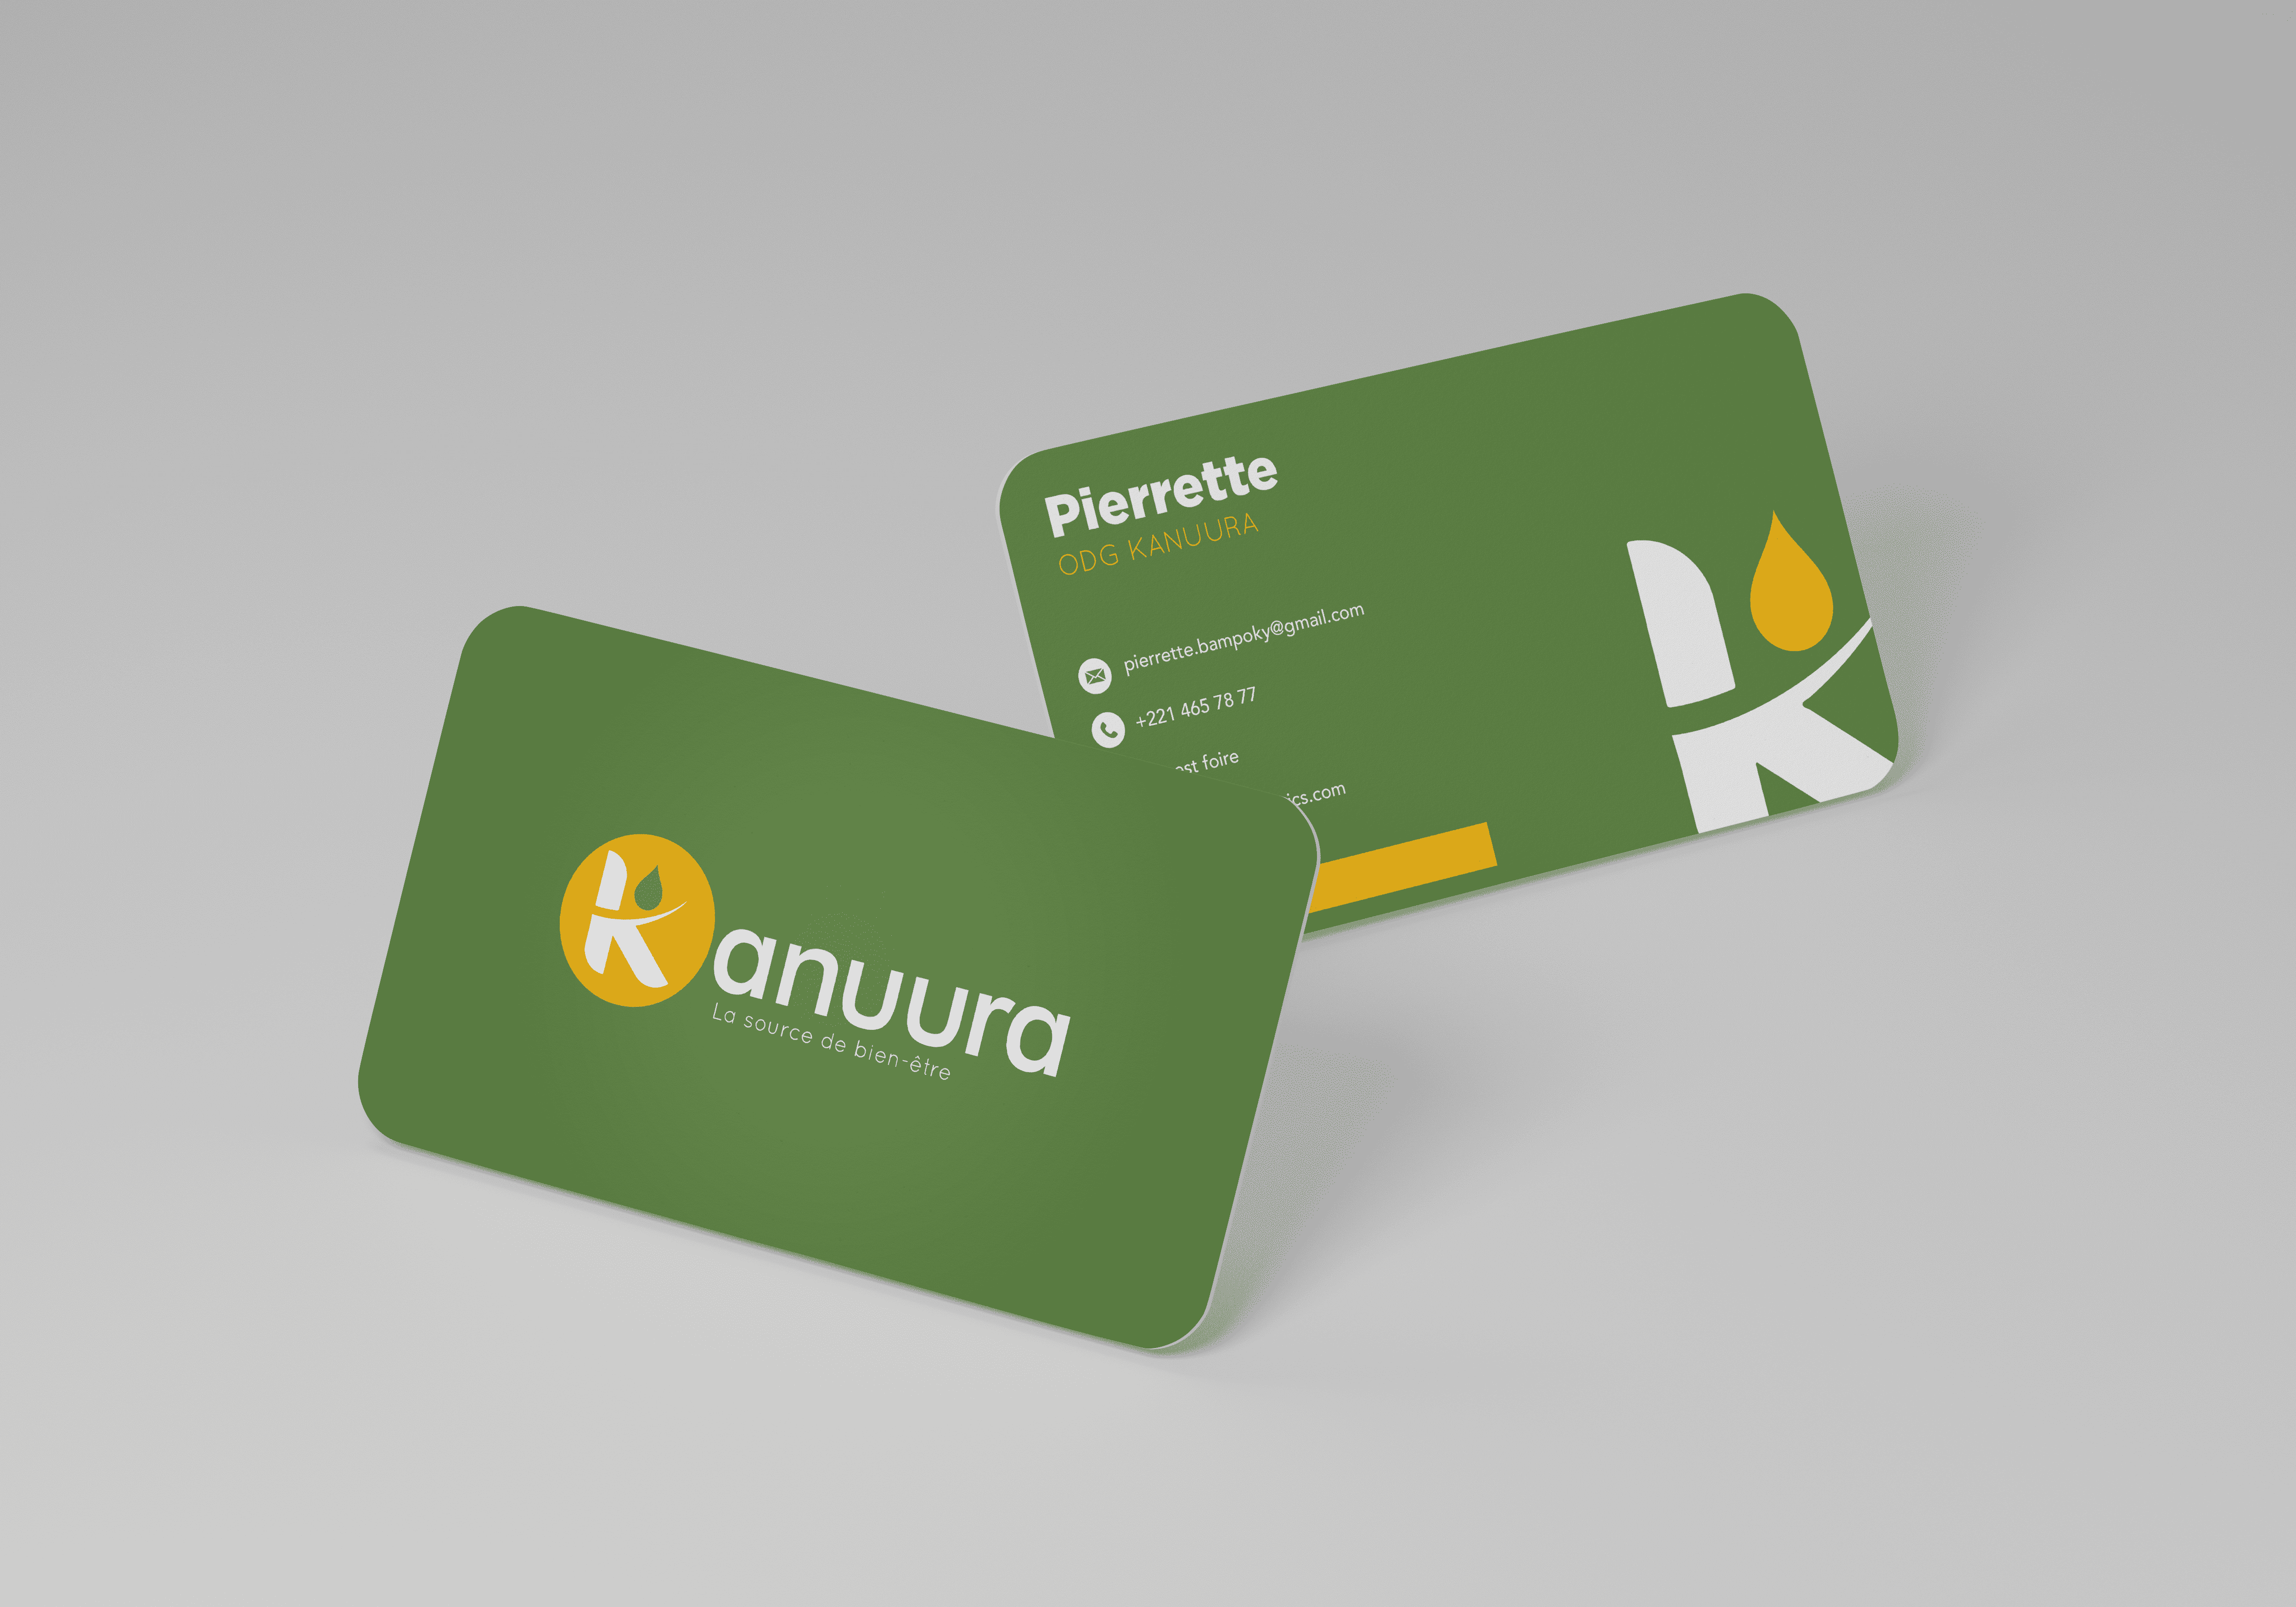 Pierrette
ODG KANUURA
pierrette.bampoky@gmail.com
+221 465 78 77
foire
Kanuura
La source de bien-être